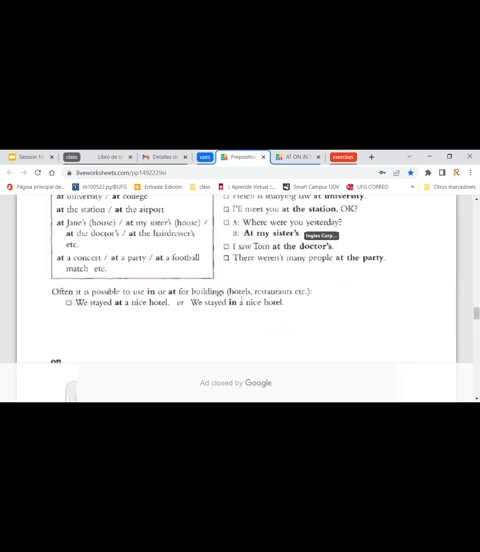 Session 16
class
Libro de te
Detalles de
uses
Preposition
AT ON IN
exercises
liveworksheets.com/pp1492229si
Página principal de...
rb100522.pg@UFG
Entrada: Edicion
class
:: Aprende Virtual ::...
Smart Campus UDV
UFG CORREO
Otros marcadores
at university / at college
at the station / at the airport
at Jane's (house) / at my sister's (house) /
at the doctor's / at the hairdresser's
etc.
at a concert / at a party / at a football
match etc.
Helen is studying law at university.
I'll meet you at the station, OK?
A: Where were you yesterday?
B: At my sister's.
Ingles Corp...
I saw Tom at the doctor's.
There weren't many people at the party.
Often it is possible to use in or at for buildings (hotels, restaurants etc.):
We stayed at a nice hotel. or We stayed in a nice hotel.
on
Ad closed by Google